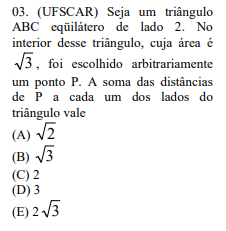 03. (UFSCAR) Seja um triângulo
ABC eqüilátero de lado 2. No
interior desse triângulo, cuja área é
√3, foi escolhido arbitrariamente
um ponto P. A soma das distâncias
de P a cada um dos lados do
triângulo vale
(A) √2
(B) √3
(C) 2
(D) 3
(E) 2√3